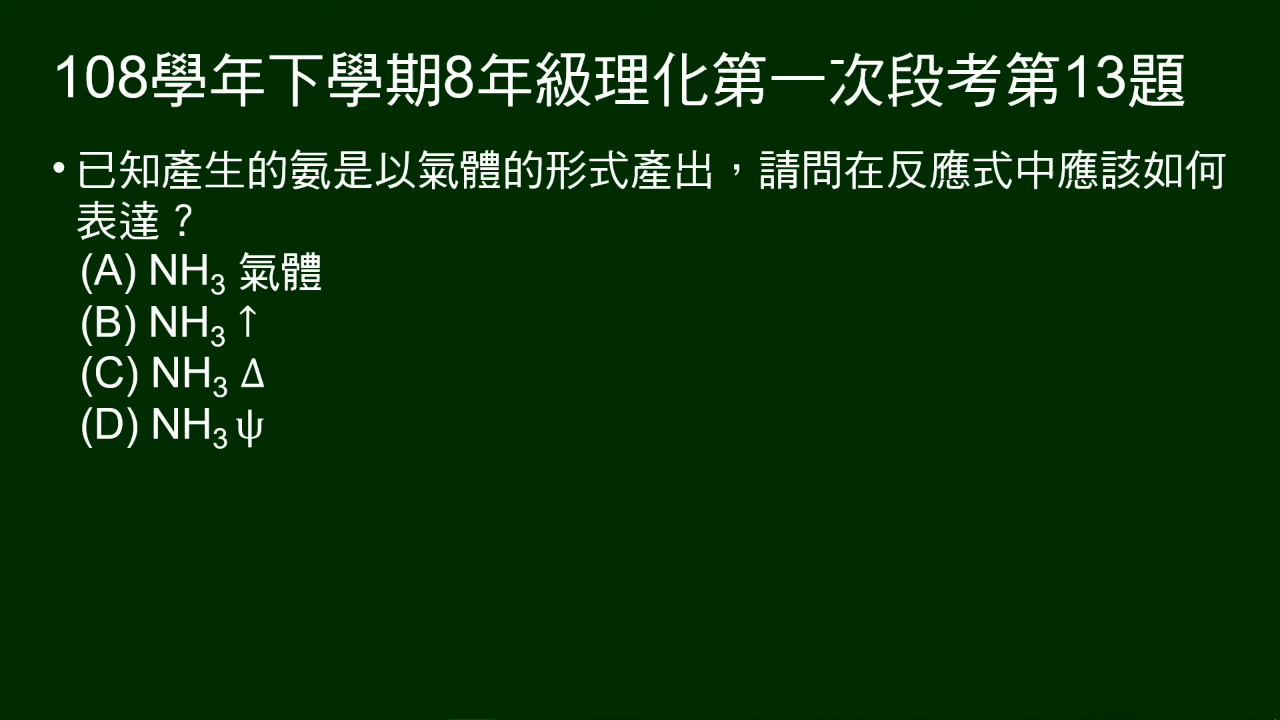 108學年下學期8年級理化第一次段考第13題
• 已知產生的氨是以氣體的形式產出，請問在反應式中應該如何
表達？
(A) NH₃ 氣體
(B) NH₃↑
(C) NH₃ Δ
(D) NH₃ψ